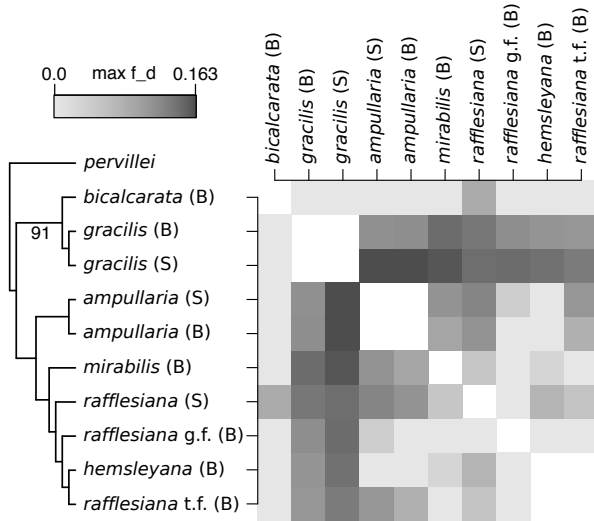 0.0 max f_d 0.163
bicalcarata (B)
gracilis (B)
gracilis (S)
ampullaria (S)
ampullaria (B)
mirabilis (B)
rafflesiana (S)
rafflesiana g.f. (B)
hemsleyana (B)
rafflesiana t.f. (B)
pervillei
bicalcarata (B)
91
gracilis (B)
gracilis (S)
ampullaria (S)
ampullaria (B)
mirabilis (B)
rafflesiana (S)
rafflesiana g.f. (B)
hemsleyana (B)
rafflesiana t.f. (B)